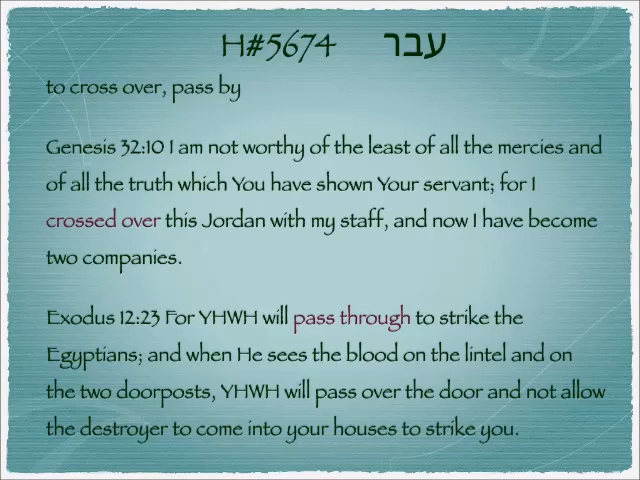 H#5674 עבר
to cross over, pass by
Genesis 32:10 I am not worthy of the least of all the mercies and
of all the truth which You have shown Your servant; for I
crossed over this Jordan with my staff, and now I have become
two companies.
Exodus 12:23 For YHWH will pass through to strike the
Egyptians; and when He sees the blood on the lintel and on
the two doorposts, YHWH will pass over the door and not allow
the destroyer to come into your houses to strike you.